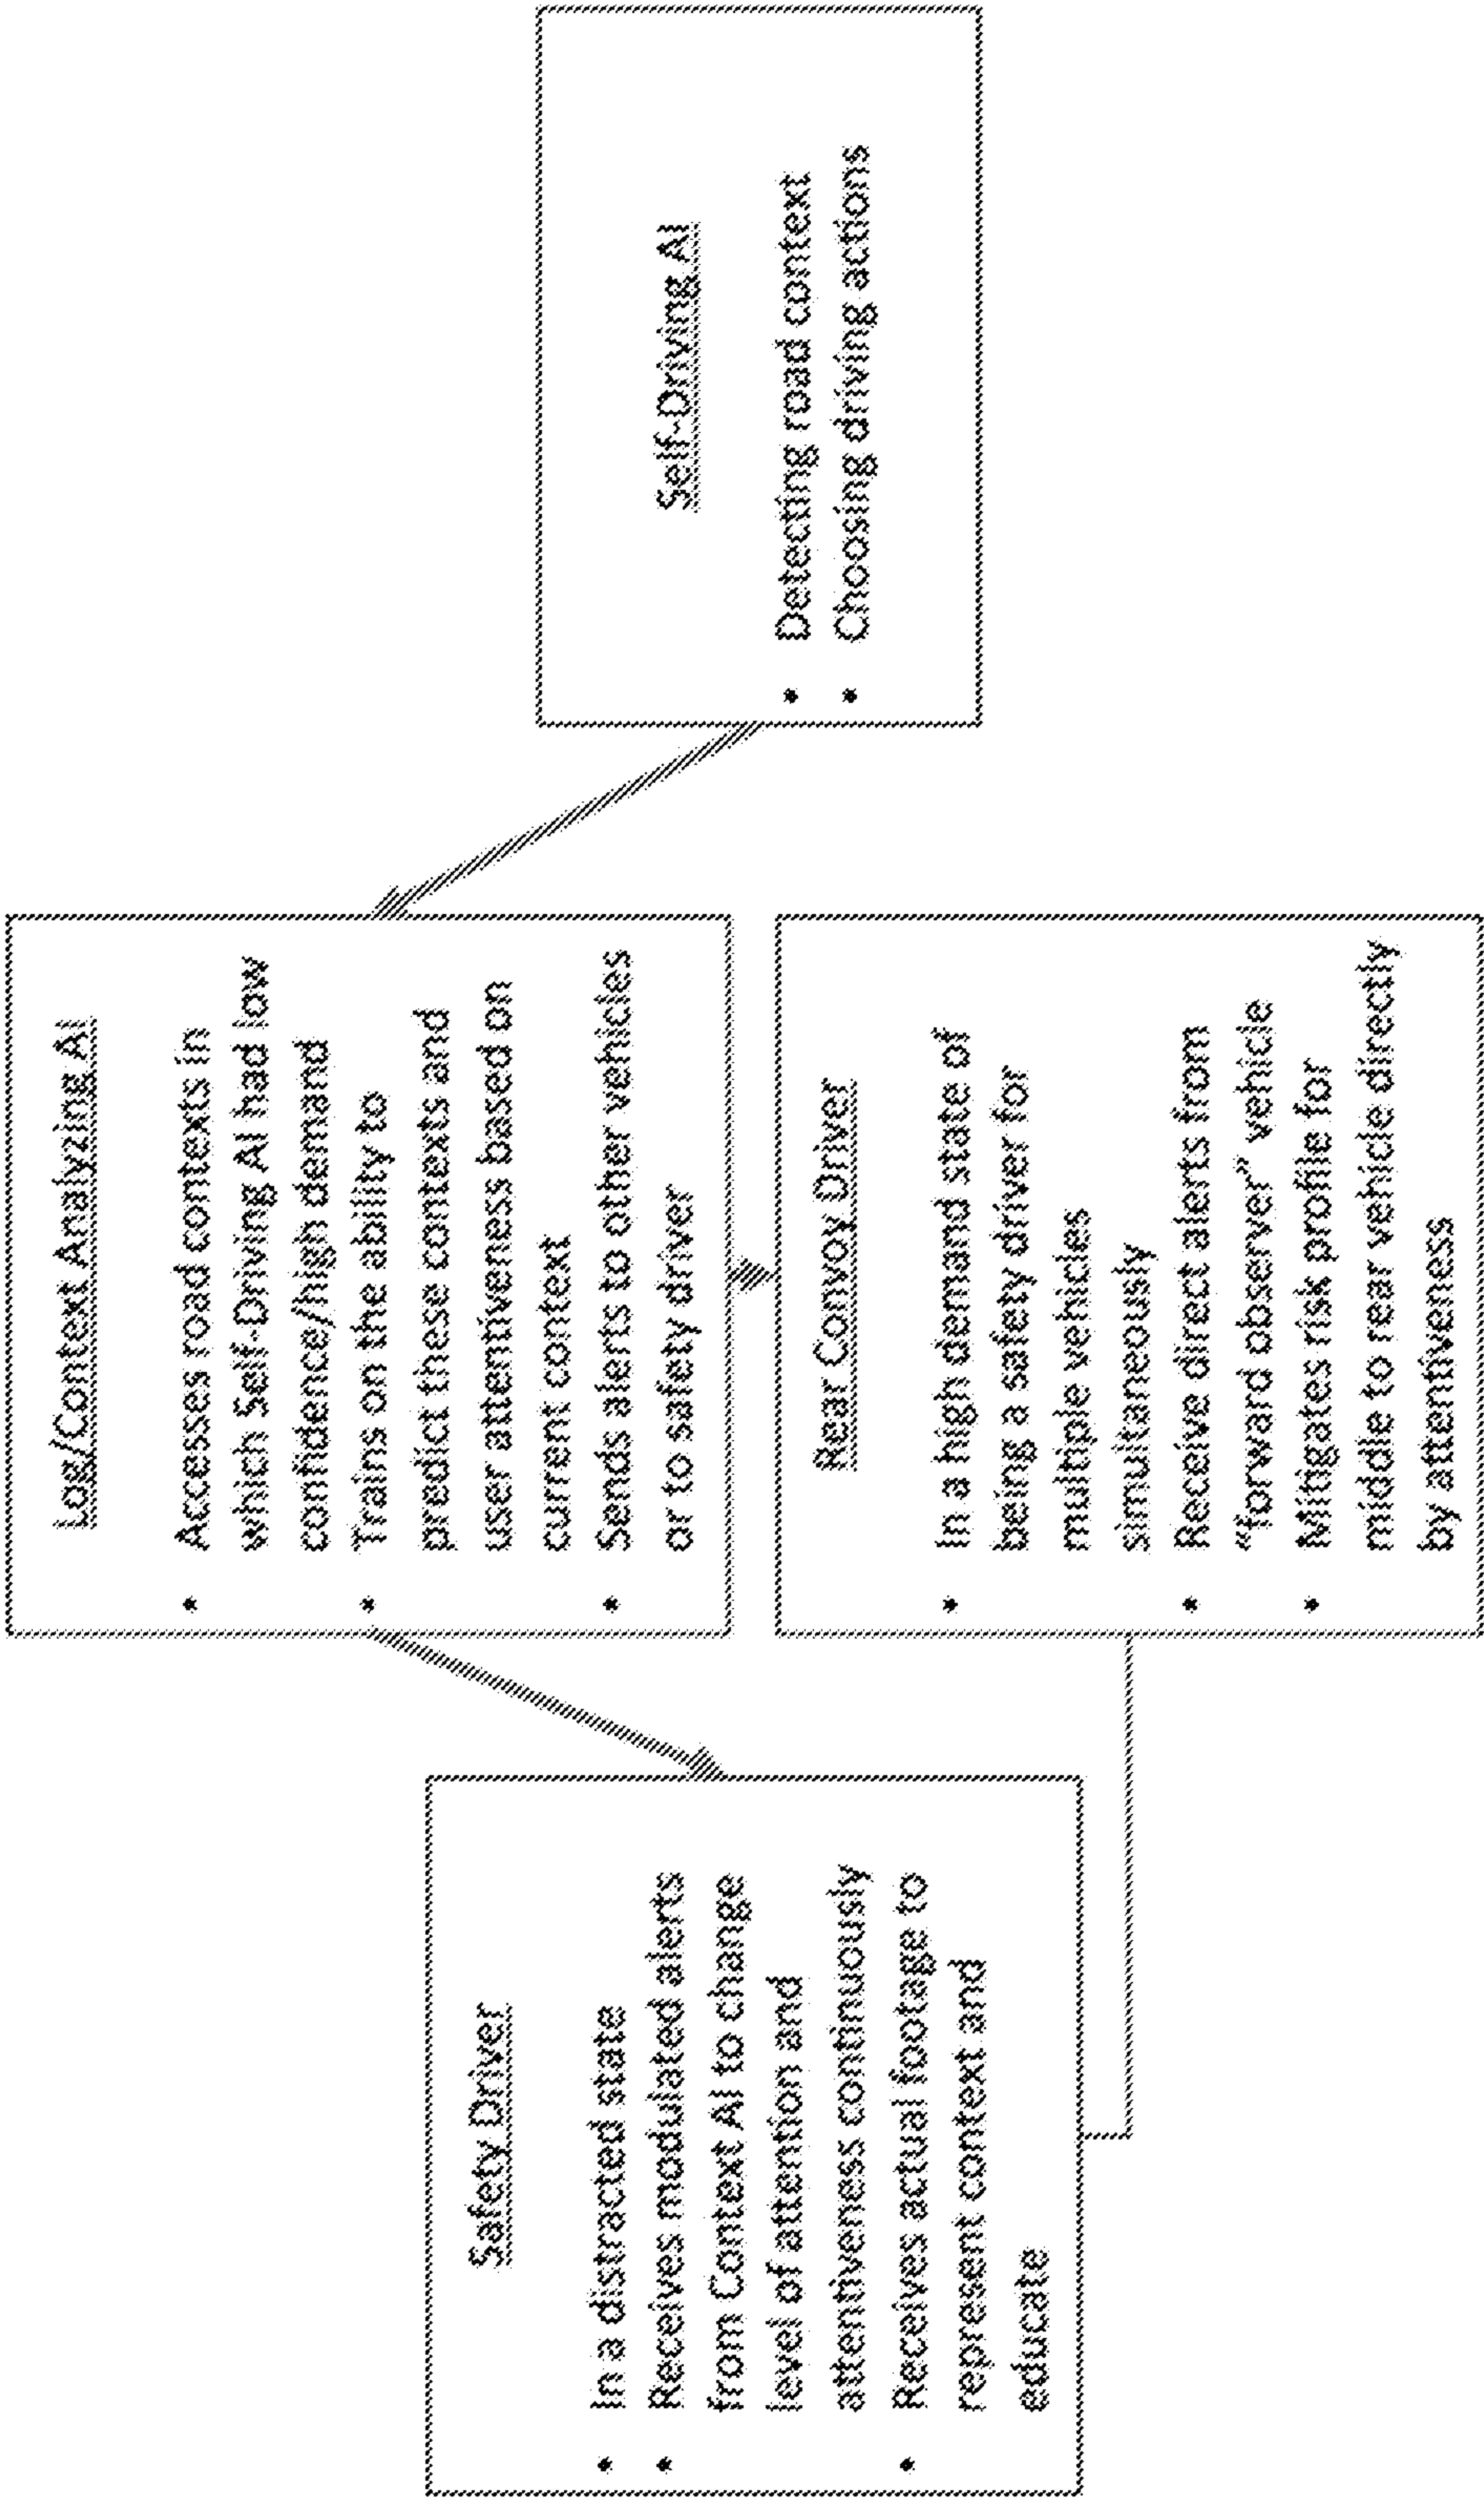 Safety Driver
• In a distracted state
• Receives modulated alerts
from Context AI to change
level of attention and
attentiveness continuously
• Receives actual footage to
represent context and
educate
Log/Context Analyzing AI
• Accesses road contexts in
which Self-Driving AI had low
confidence/high demand
• Trains on the ability to
predict these contexts and
user attentiveness based on
current context
• Sends alerts to other vehicles
or to safety driver
Rear Convoy Driver
• In a high demand state of
being a safety driver for
multiple vehicles
simultaneously
• Receive direct alerts from
"forward observer" vehicle
• Mitigates risk profile for
middle to rear vehicle directly
by attentiveness
Self-Driving AI
• Detecting road context
• Choosing driving actions